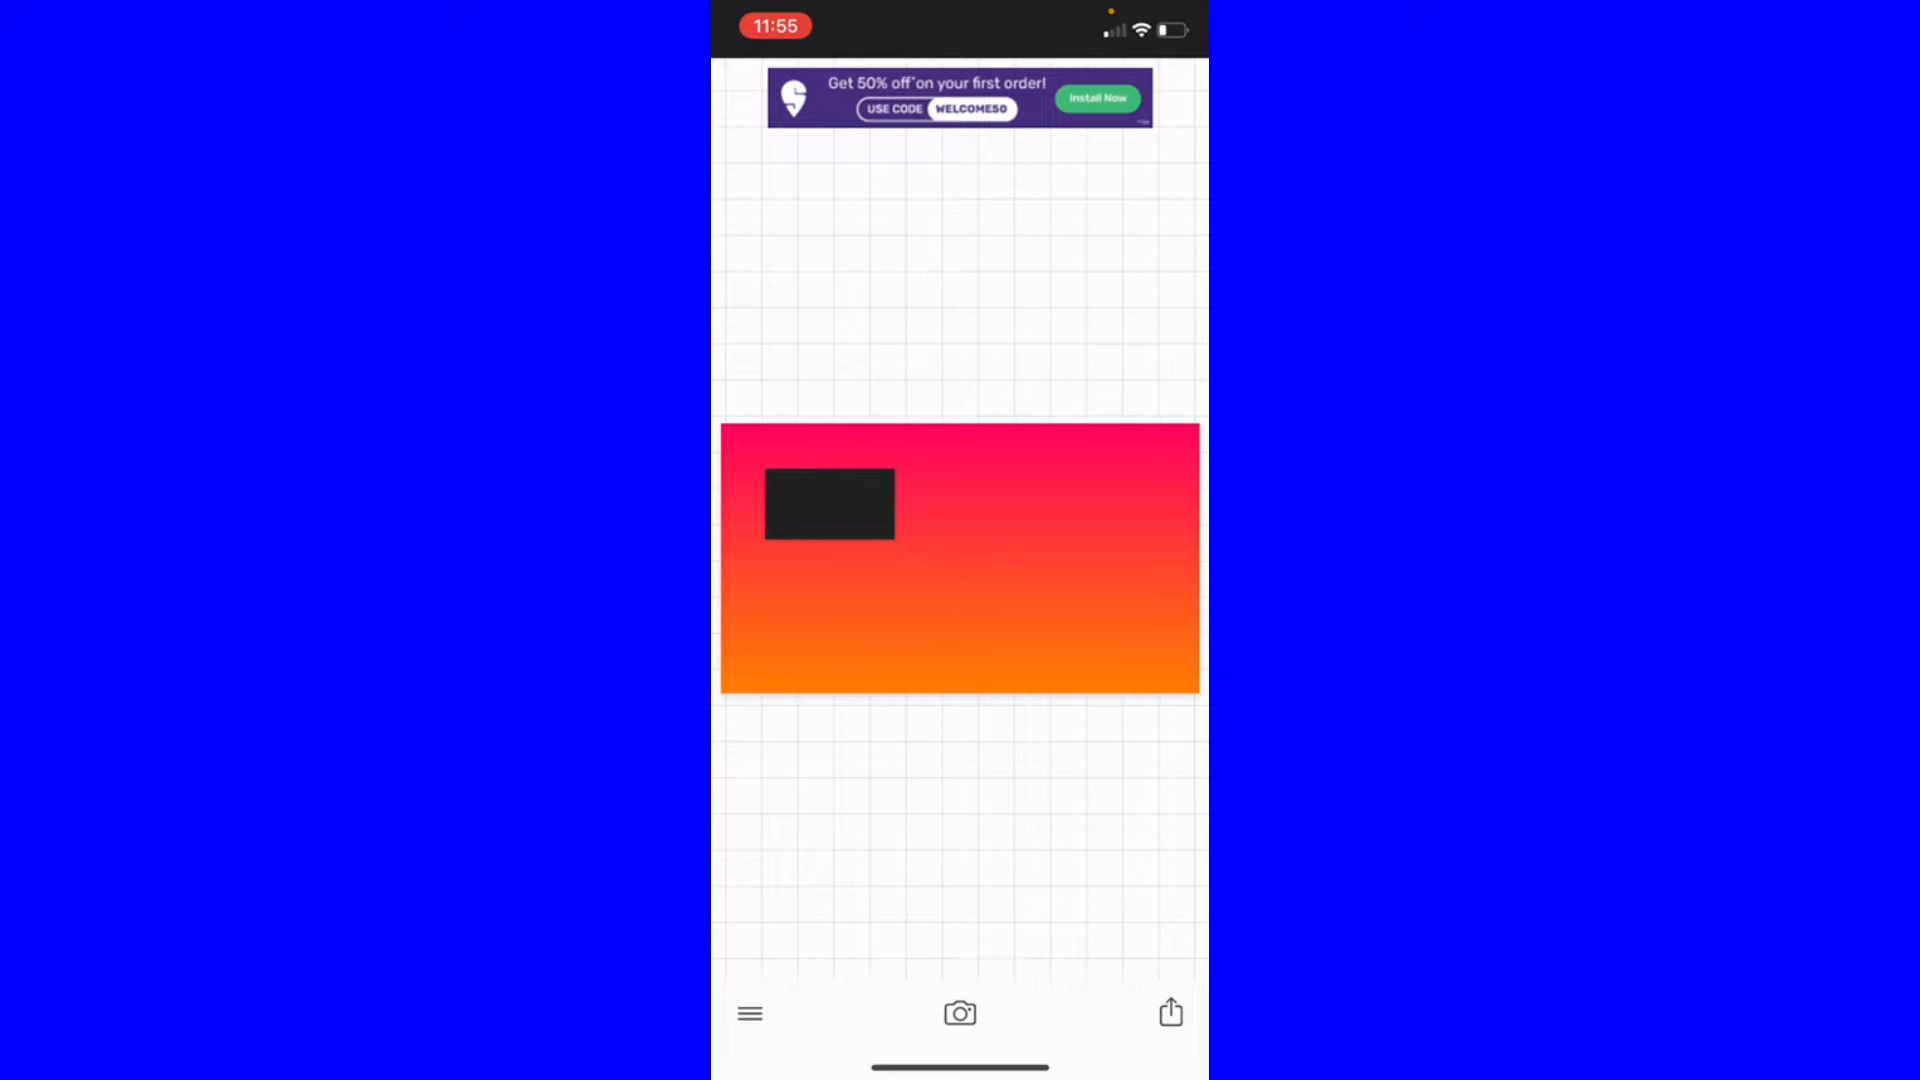 11:55
Get 50% off* on your first order!
USE CODE WELCOME50
Install Now